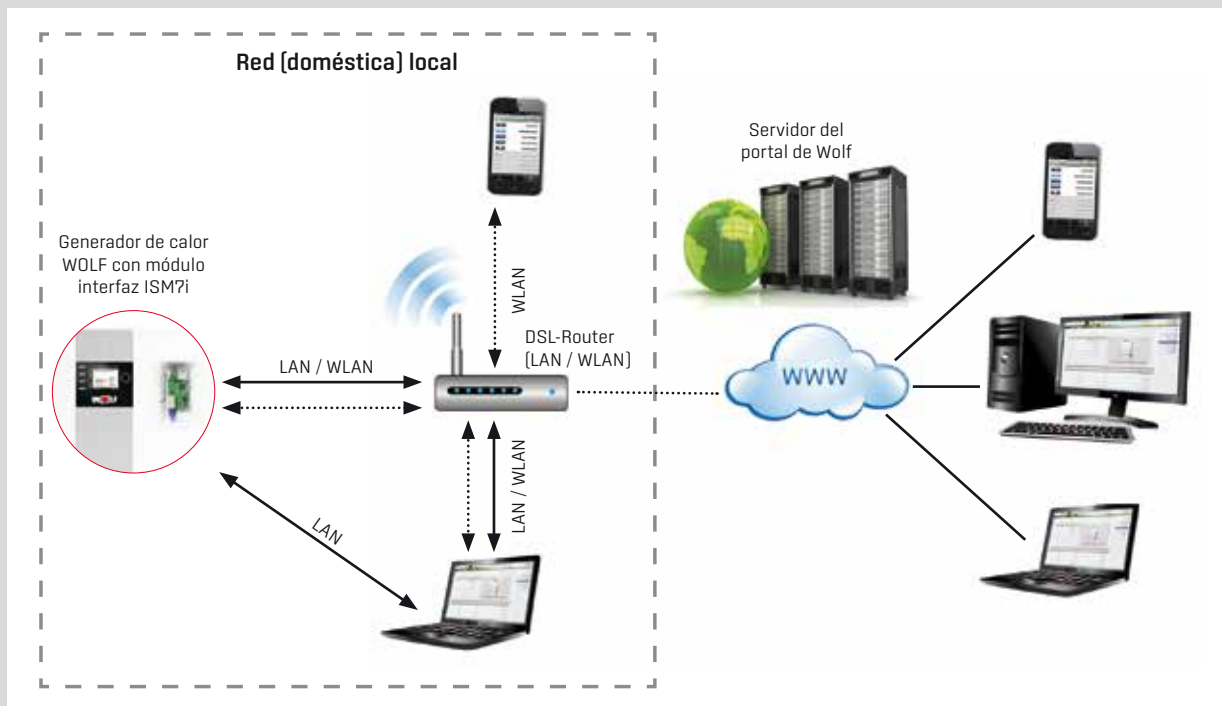 Red (doméstica) local
Servidor del
portal de Wolf
Generador de calor
WOLF con módulo
interfaz ISM7i
WLAN
DSL-Router
(LAN / WLAN)
LAN / WLAN
WWW
LAN / WLAN
LAN